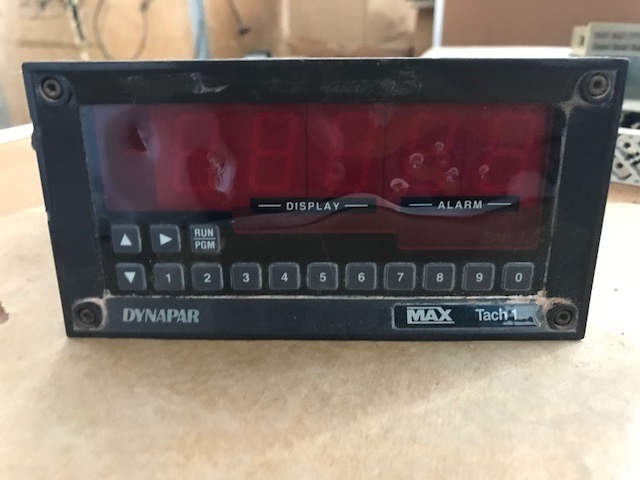 DISPLAY ALARM
RUN
PGM
1 2 3 4 5 6 7 8 9 0
DYNAPAR MAX Tach 1